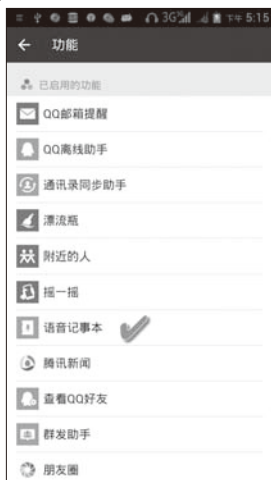 3G 下午 5:15
功能
已启用的功能
QQ邮箱提醒
QQ离线助手
通讯录同步助手
漂流瓶
附近的人
摇一摇
语音记事本
腾讯新闻
查看QQ好友
群发助手
朋友圈